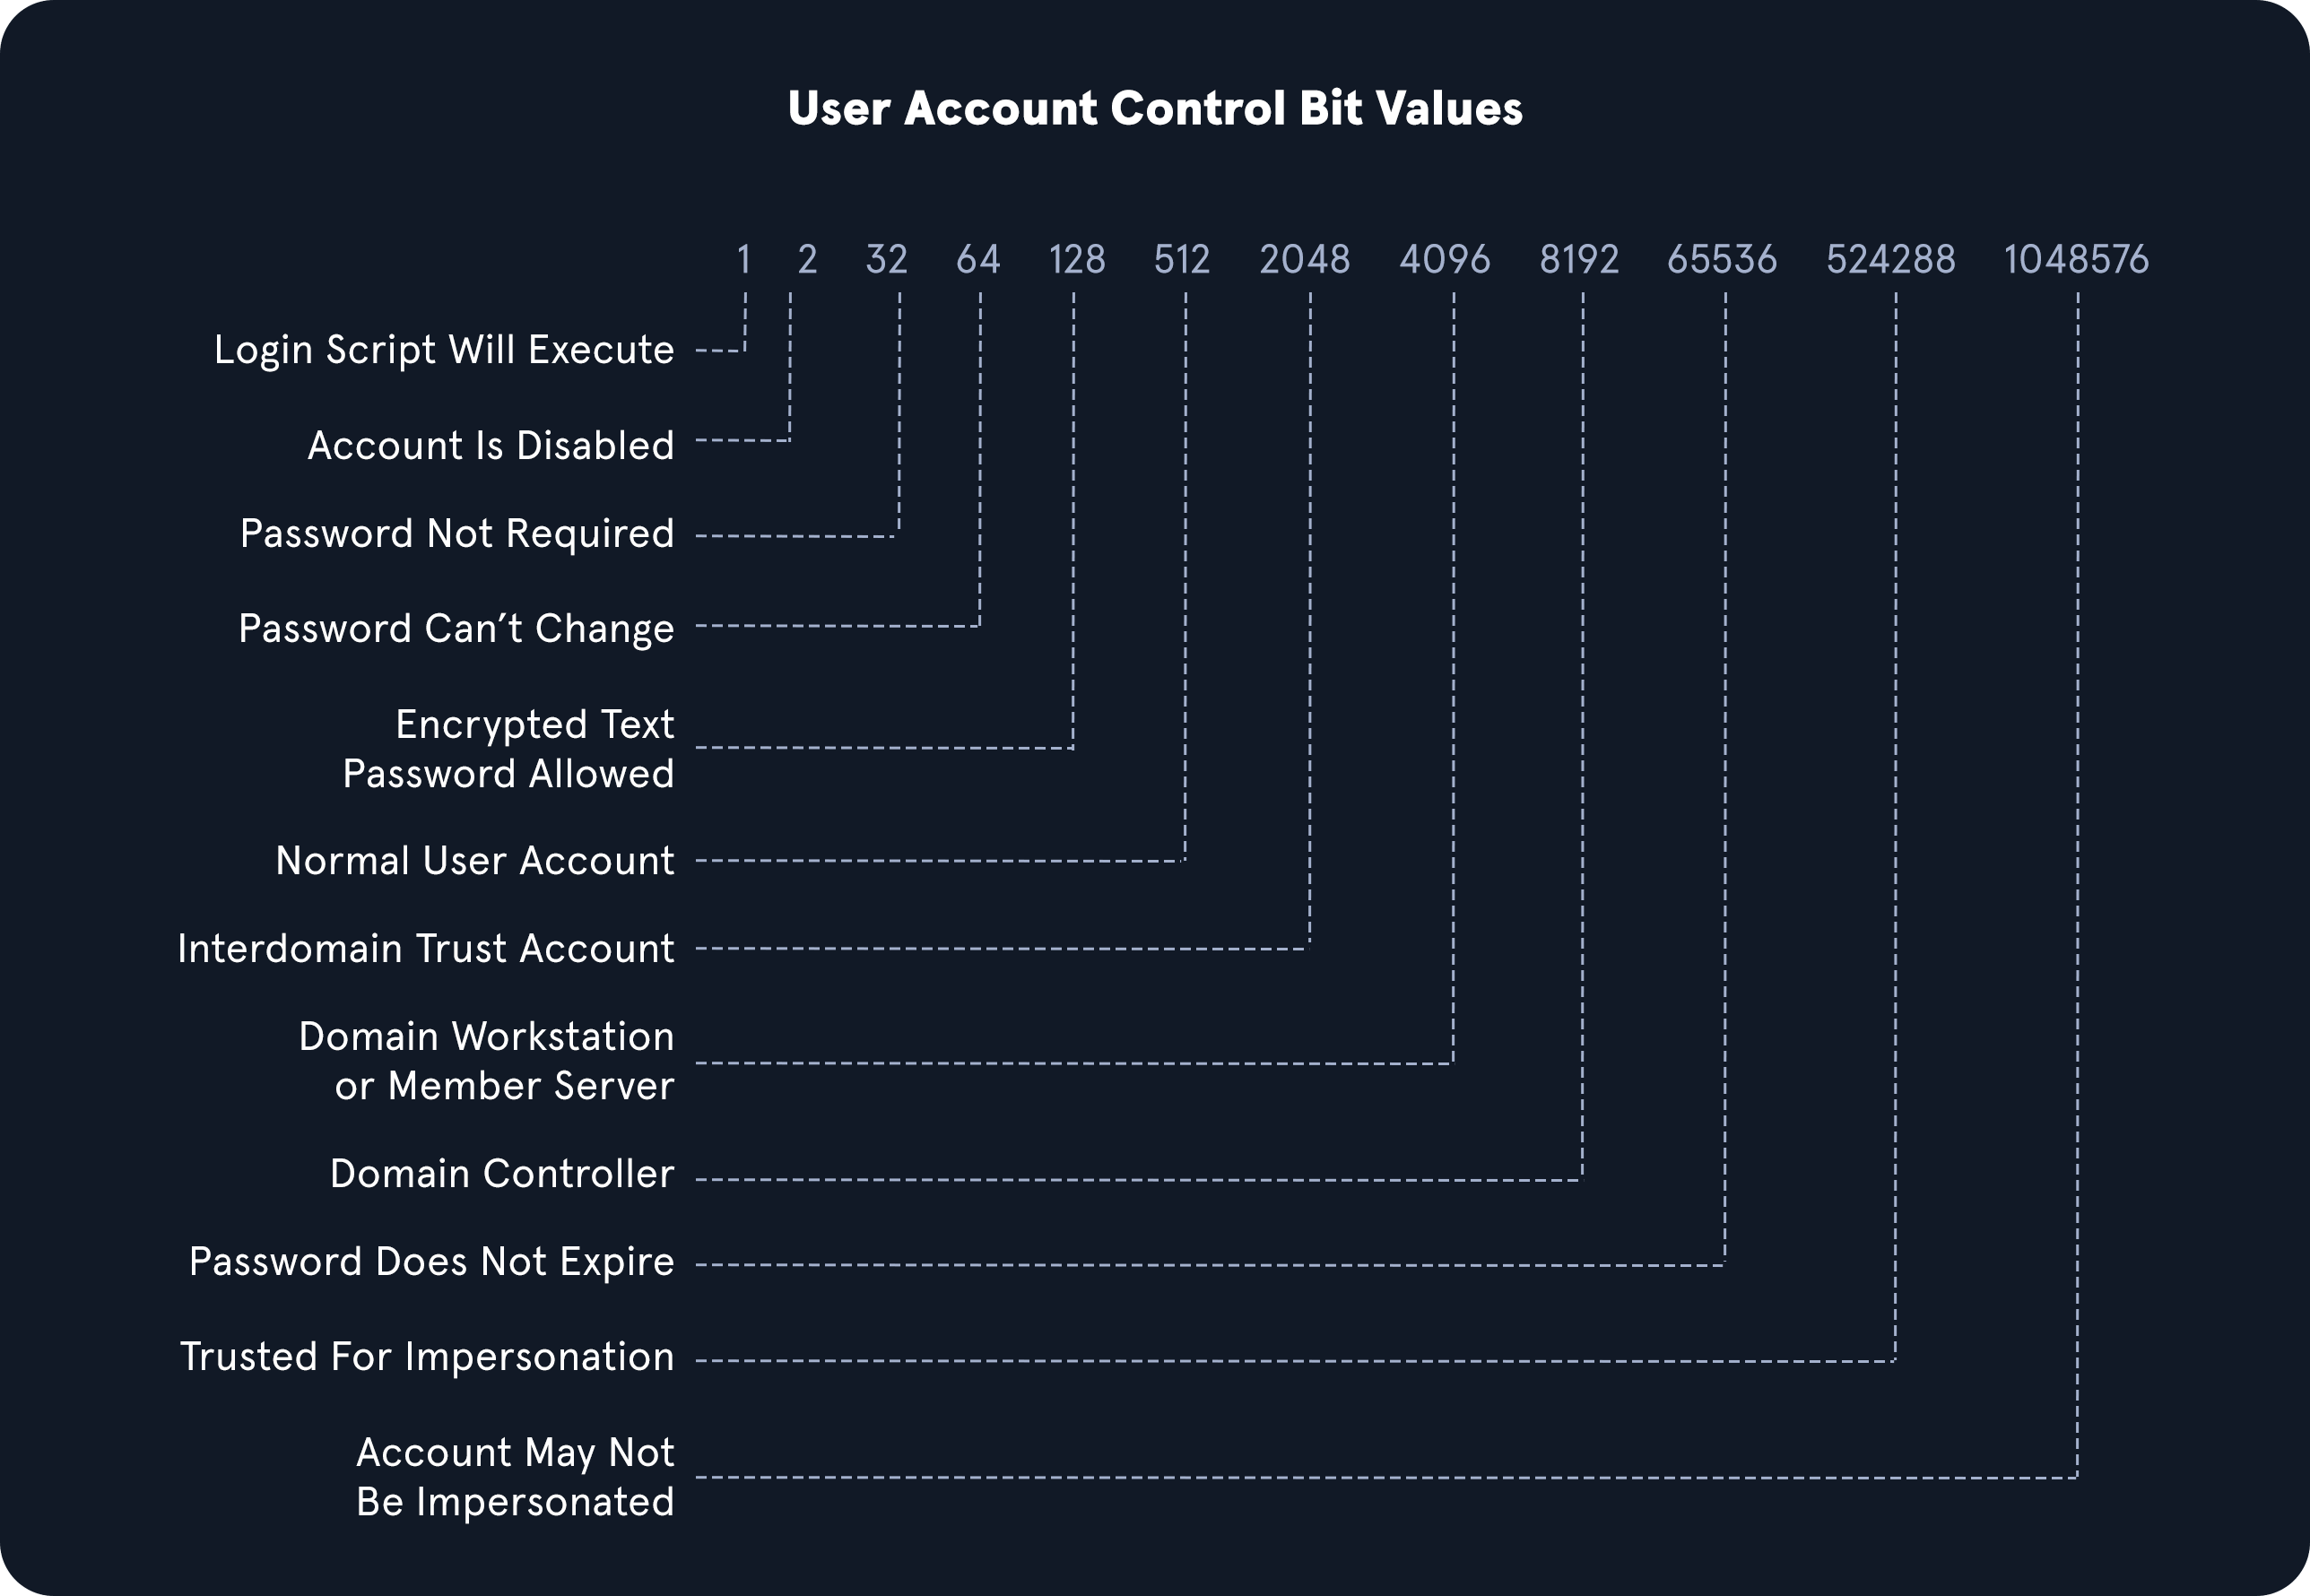 User Account Control Bit Values
1 2 32 64 128 512 2048 4096 8192 65536 524288 1048576
Login Script Will Execute
Account Is Disabled
Password Not Required
Password Can’t Change
Encrypted Text
Password Allowed
Normal User Account
Interdomain Trust Account
Domain Workstation
or Member Server
Domain Controller
Password Does Not Expire
Trusted For Impersonation
Account May Not
Be Impersonated